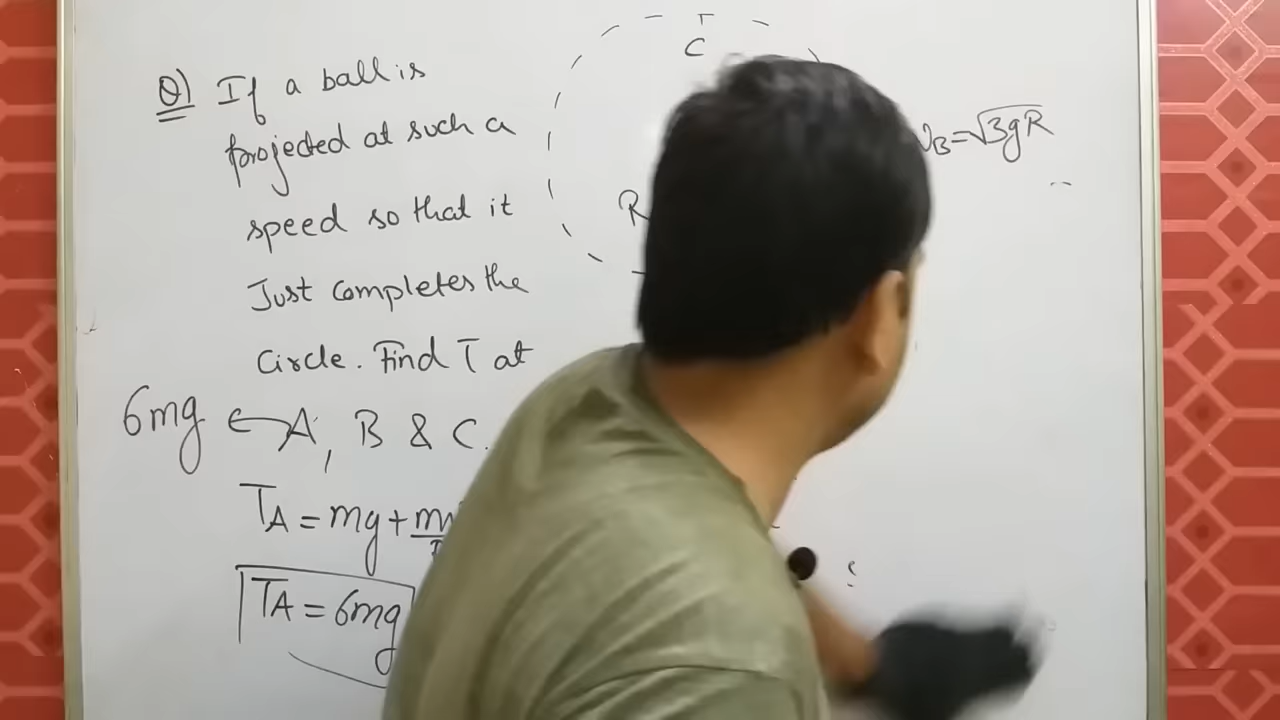 Q) If a ball is
projected at such a
speed so that it
Just completes the
Circle. Find T at
6mg ← A, B & C.
TA = mg + m
TA = 6mg
C
R
VB = √3gR